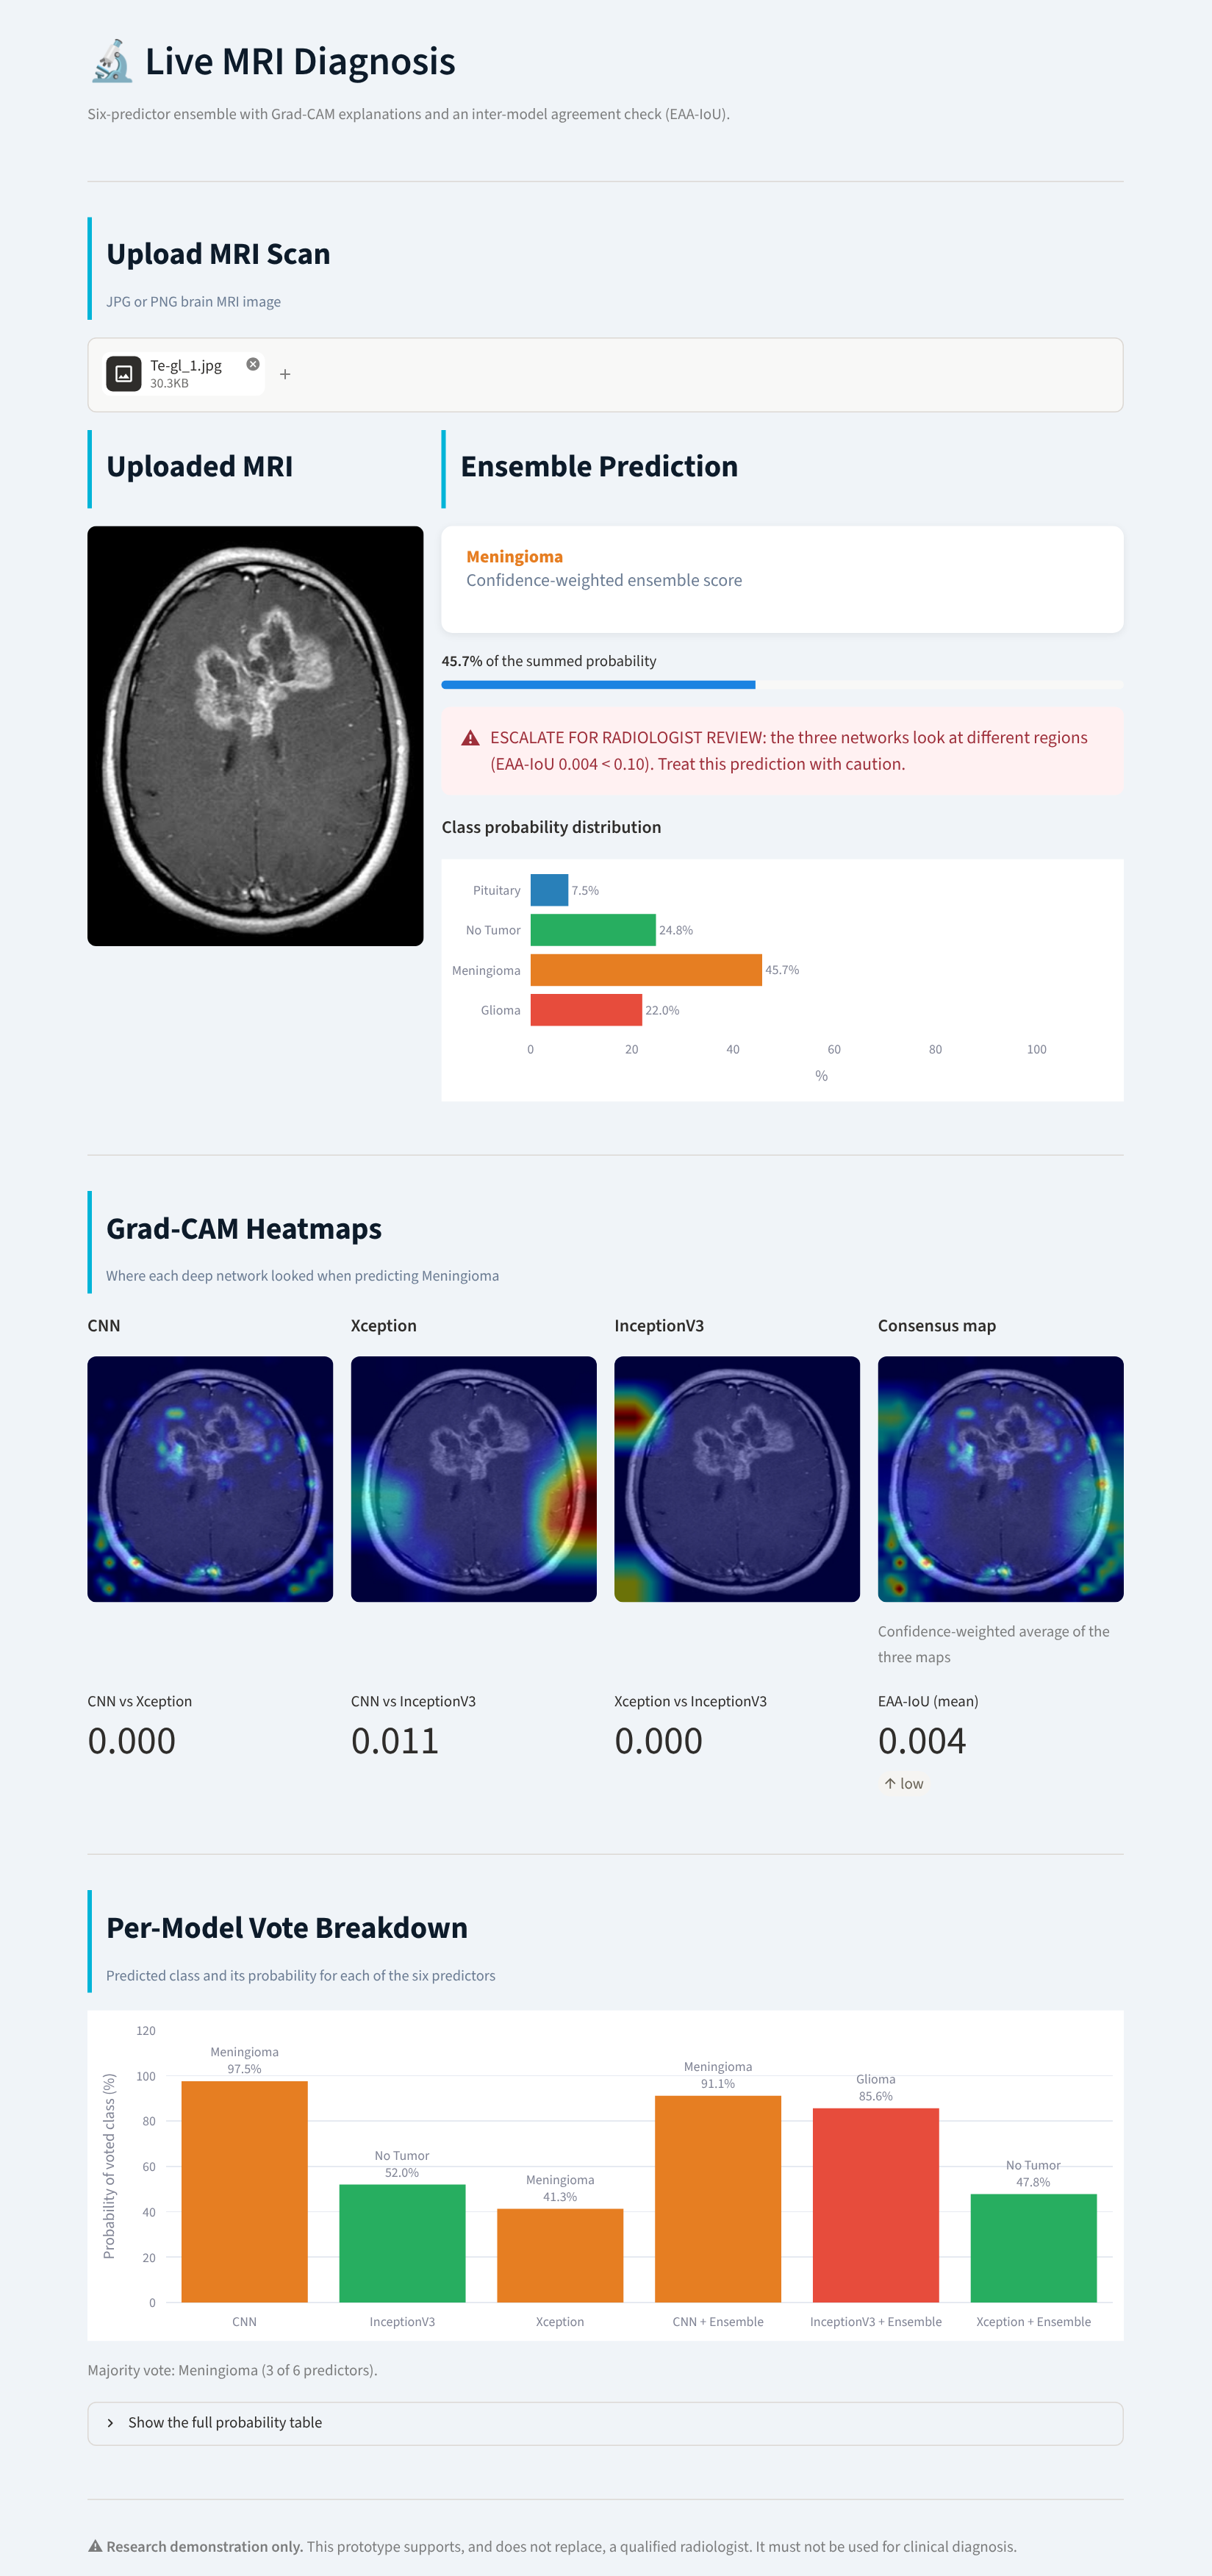 Live MRI Diagnosis
Six-predictor ensemble with Grad-CAM explanations and an inter-model agreement check (EAA-IoU).
Upload MRI Scan
JPG or PNG brain MRI image
Te-gl_1.jpg
30.3KB
+
Uploaded MRI
Ensemble Prediction
Meningioma
Confidence-weighted ensemble score
45.7% of the summed probability
ESCALATE FOR RADIOLOGIST REVIEW: the three networks look at different regions
(EAA-IoU 0.004 < 0.10). Treat this prediction with caution.
Class probability distribution
Pituitary 7.5%
No Tumor 24.8%
Meningioma 45.7%
Glioma 22.0%
0 20 40 60 80 100
%
Grad-CAM Heatmaps
Where each deep network looked when predicting Meningioma
CNN
Xception
InceptionV3
Consensus map
Confidence-weighted average of the
three maps
CNN vs Xception
0.000
CNN vs InceptionV3
0.011
Xception vs InceptionV3
0.000
EAA-IoU (mean)
0.004
↑ low
Per-Model Vote Breakdown
Predicted class and its probability for each of the six predictors
Probability of voted class (%)
120
100
80
60
40
20
0
Meningioma
97.5%
No Tumor
52.0%
Meningioma
41.3%
Meningioma
91.1%
Glioma
85.6%
No Tumor
47.8%
CNN InceptionV3 Xception CNN + Ensemble InceptionV3 + Ensemble Xception + Ensemble
Majority vote: Meningioma (3 of 6 predictors).
Show the full probability table
⚠ Research demonstration only. This prototype supports, and does not replace, a qualified radiologist. It must not be used for clinical diagnosis.